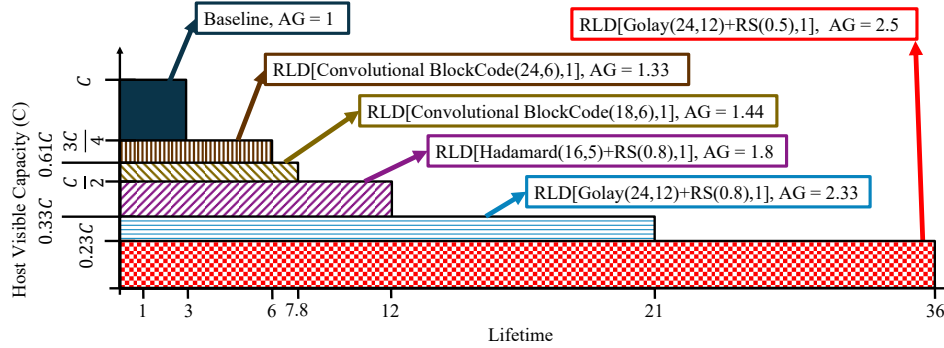 Baseline, AG = 1
RLD[Golay(24,12)+RS(0.5),1], AG = 2.5
RLD[Convolutional BlockCode(24,6),1], AG = 1.33
RLD[Convolutional BlockCode(18,6),1], AG = 1.44
RLD[Hadamard(16,5)+RS(0.8),1], AG = 1.8
RLD[Golay(24,12)+RS(0.8),1], AG = 2.33
Host Visible Capacity (C)
C
3C/4
0.61C
C/2
0.33C
0.23C
1 3 6 7.8 12 21 36
Lifetime